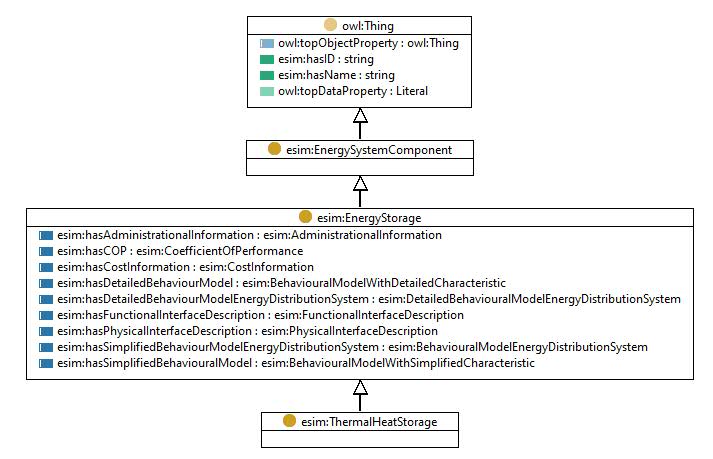 owl:Thing
owl:topObjectProperty : owl:Thing
esim:hasID : string
esim:hasName : string
owl:topDataProperty : Literal
esim:EnergySystemComponent
esim:EnergyStorage
esim:hasAdministrationalInformation : esim:AdministrationalInformation
esim:hasCOP : esim:CoefficientOfPerformance
esim:hasCostInformation : esim:CostInformation
esim:hasDetailedBehaviourModel : esim:BehaviouralModelWithDetailedCharacteristic
esim:hasDetailedBehaviourModelEnergyDistributionSystem : esim:DetailedBehaviouralModelEnergyDistributionSystem
esim:hasFunctionalInterfaceDescription : esim:FunctionalInterfaceDescription
esim:hasPhysicalInterfaceDescription : esim:PhysicalInterfaceDescription
esim:hasSimplifiedBehaviourModelEnergyDistributionSystem : esim:BehaviouralModelEnergyDistributionSystem
esim:hasSimplifiedBehaviouralModel : esim:BehaviouralModelWithSimplifiedCharacteristic
esim:ThermalHeatStorage